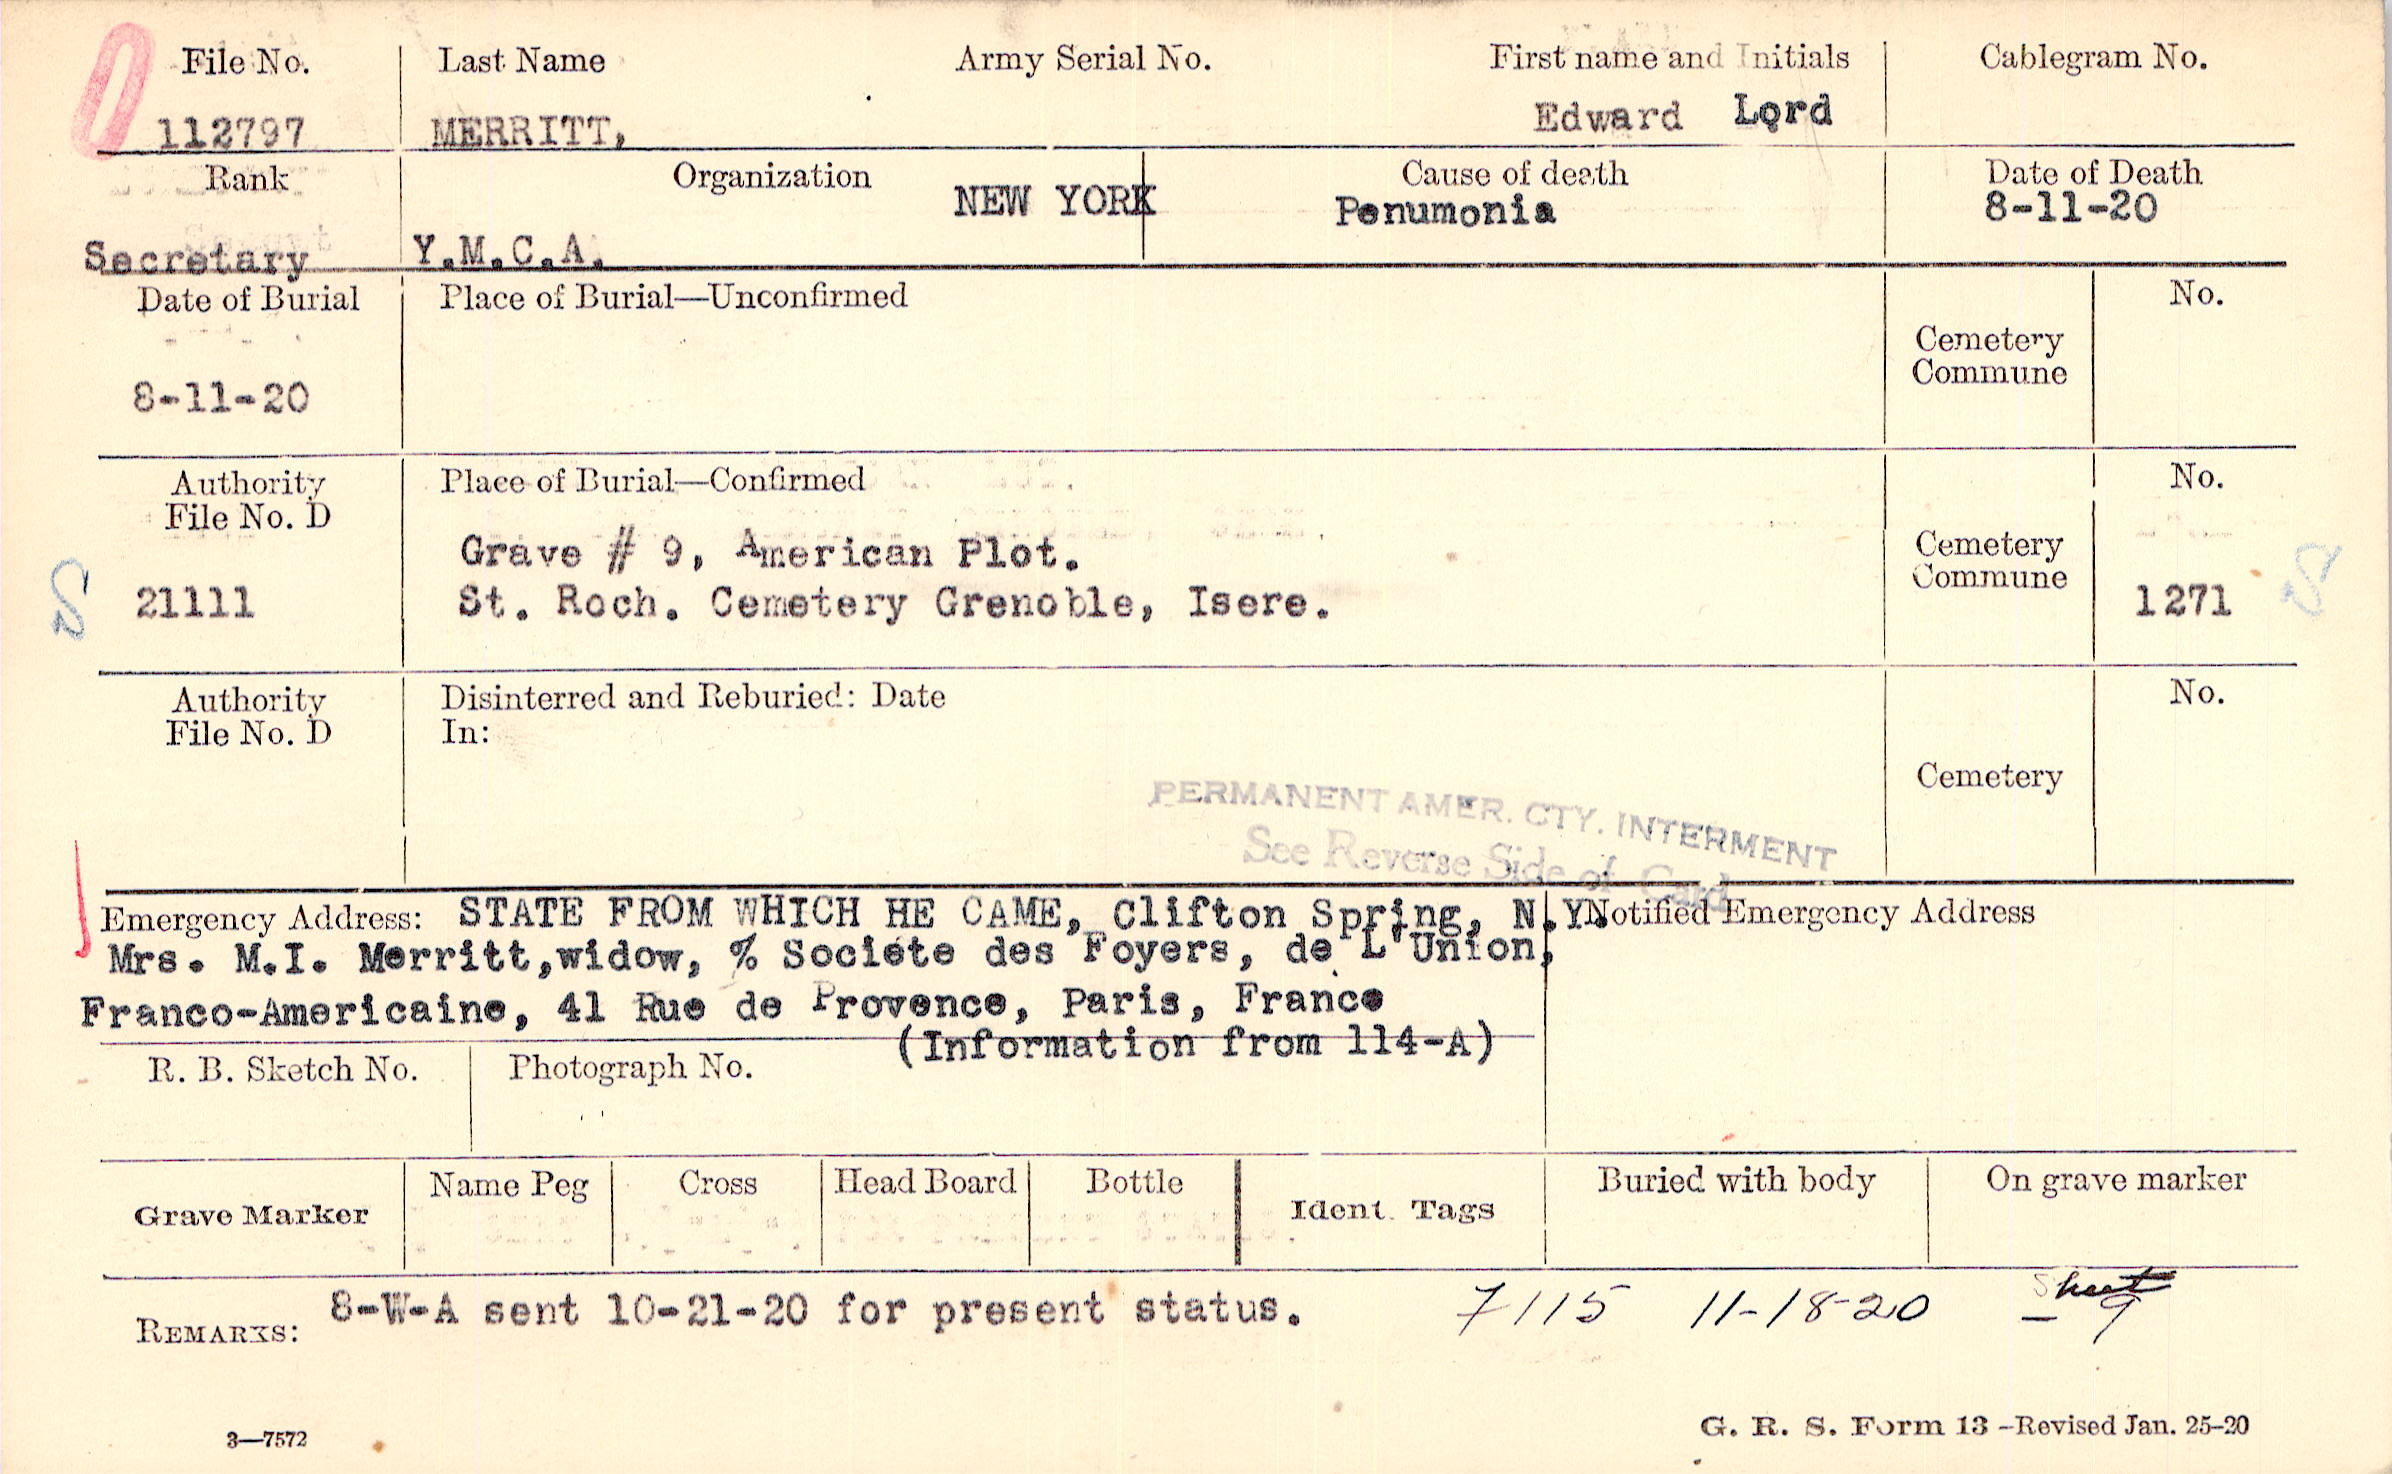 File No. Last Name Army Serial No. First name and Initials Cablegram No.
112797 MERRITT, Edward Lord
Rank Organization Cause of death Date of Death
NEW YORK Penumonia 8-11-20
Secretary Y.M.C.A.
Date of Burial Place of Burial—Unconfirmed No.
Cemetery
Commune
8-11-20
Authority Place of Burial—Confirmed No.
File No. D
Grave # 9, American Plot. Cemetery
Commune
21111 St. Roch. Cemetery Grenoble, Isere. 1271
Authority Disinterred and Reburied: Date No.
File No. D In:
Cemetery
PERMANENT AMER. CTY. INTERMENT
See Reverse Side of Card
Emergency Address: STATE FROM WHICH HE CAME, Clifton Spring, N.Y. Notified Emergency Address
Mrs. M.I. Merritt,widow, % Societe des Foyers, de L'Union,
Franco-Americaine, 41 Rue de Provence, Paris, France
(Information from 114-A)
R. B. Sketch No. Photograph No.
Grave Marker Name Peg Cross Head Board Bottle Ident. Tags Buried with body On grave marker
REMARKS: 8-W-A sent 10-21-20 for present status. 7115 11-18-20 Sheet
9
3—7572 G. R. S. Form 13 –Revised Jan. 25–20